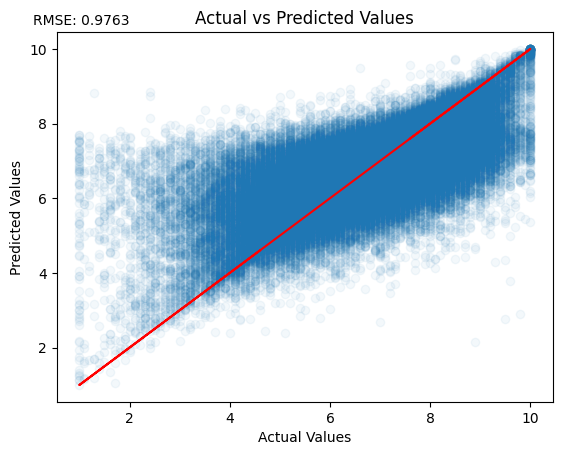 RMSE: 0.9763
Actual vs Predicted Values
Predicted Values
10
8
6
4
2
2 4 6 8 10
Actual Values